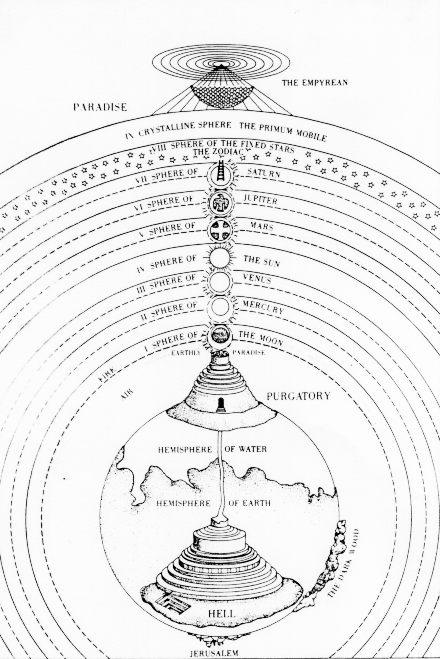 THE EMPYREAN
PARADISE
IX CRYSTALLINE SPHERE THE PRIMUM MOBILE
VIII SPHERE OF THE FIXED STARS
THE ZODIAC
VII SPHERE OF SATURN
VI SPHERE OF JUPITER
V SPHERE OF MARS
IV SPHERE OF THE SUN
III SPHERE OF VENUS
II SPHERE OF MERCURY
I SPHERE OF THE MOON
EARTHLY PARADISE
FIRE
AIR
PURGATORY
HEMISPHERE OF WATER
HEMISPHERE OF EARTH
THE DARK WOOD
HELL
JERUSALEM